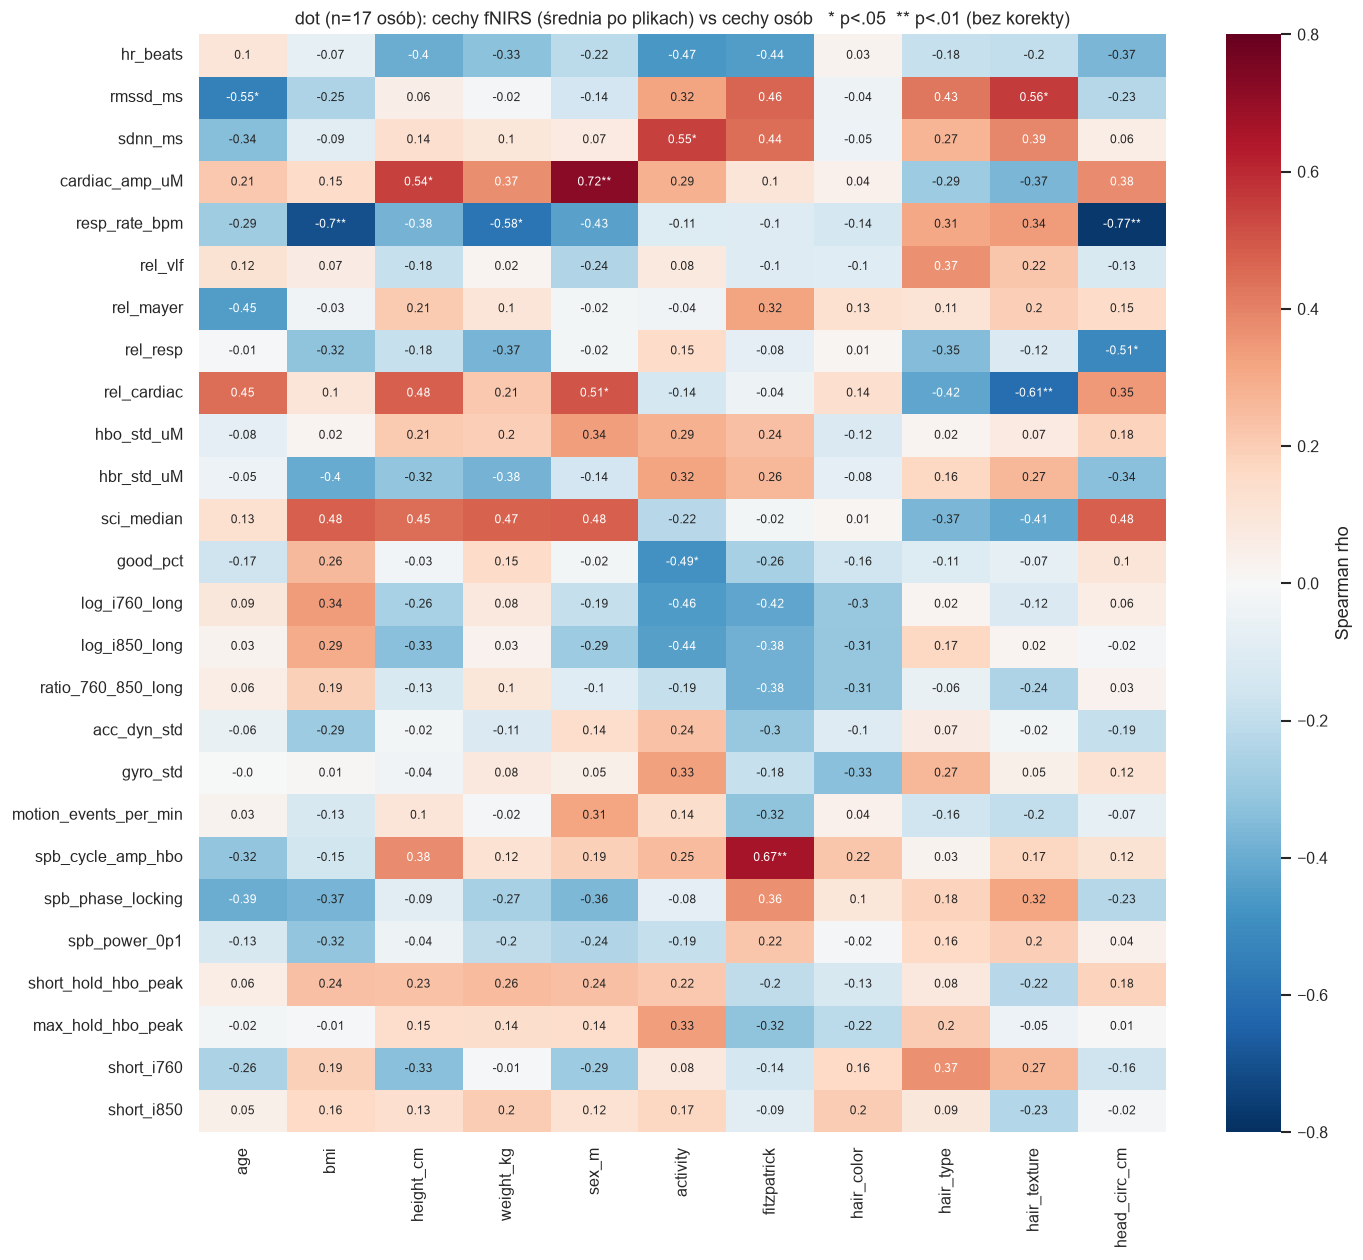 dot (n=17 osób): cechy fNIRS (średnia po plikach) vs cechy osób   * p<.05  ** p<.01 (bez korekty)
hr_beats 0.1 -0.07 -0.4 -0.33 -0.22 -0.47 -0.44 0.03 -0.18 -0.2 -0.37
rmssd_ms -0.55* -0.25 0.06 -0.02 -0.14 0.32 0.46 -0.04 0.43 0.56* -0.23
sdnn_ms -0.34 -0.09 0.14 0.1 0.07 0.55* 0.44 -0.05 0.27 0.39 0.06
cardiac_amp_uM 0.21 0.15 0.54* 0.37 0.72** 0.29 0.1 0.04 -0.29 -0.37 0.38
resp_rate_bpm -0.29 -0.7** -0.38 -0.58* -0.43 -0.11 -0.1 -0.14 0.31 0.34 -0.77**
rel_vlf 0.12 0.07 -0.18 0.02 -0.24 0.08 -0.1 -0.1 0.37 0.22 -0.13
rel_mayer -0.45 -0.03 0.21 0.1 -0.02 -0.04 0.32 0.13 0.11 0.2 0.15
rel_resp -0.01 -0.32 -0.18 -0.37 -0.02 0.15 -0.08 0.01 -0.35 -0.12 -0.51*
rel_cardiac 0.45 0.1 0.48 0.21 0.51* -0.14 -0.04 0.14 -0.42 -0.61** 0.35
hbo_std_uM -0.08 0.02 0.21 0.2 0.34 0.29 0.24 -0.12 0.02 0.07 0.18
hbr_std_uM -0.05 -0.4 -0.32 -0.38 -0.14 0.32 0.26 -0.08 0.16 0.27 -0.34
sci_median 0.13 0.48 0.45 0.47 0.48 -0.22 -0.02 0.01 -0.37 -0.41 0.48
good_pct -0.17 0.26 -0.03 0.15 -0.02 -0.49* -0.26 -0.16 -0.11 -0.07 0.1
log_i760_long 0.09 0.34 -0.26 0.08 -0.19 -0.46 -0.42 -0.3 0.02 -0.12 0.06
log_i850_long 0.03 0.29 -0.33 0.03 -0.29 -0.44 -0.38 -0.31 0.17 0.02 -0.02
ratio_760_850_long 0.06 0.19 -0.13 0.1 -0.1 -0.19 -0.38 -0.31 -0.06 -0.24 0.03
acc_dyn_std -0.06 -0.29 -0.02 -0.11 0.14 0.24 -0.3 -0.1 0.07 -0.02 -0.19
gyro_std -0.0 0.01 -0.04 0.08 0.05 0.33 -0.18 -0.33 0.27 0.05 0.12
motion_events_per_min 0.03 -0.13 0.1 -0.02 0.31 0.14 -0.32 0.04 -0.16 -0.2 -0.07
spb_cycle_amp_hbo -0.32 -0.15 0.38 0.12 0.19 0.25 0.67** 0.22 0.03 0.17 0.12
spb_phase_locking -0.39 -0.37 -0.09 -0.27 -0.36 -0.08 0.36 0.1 0.18 0.32 -0.23
spb_power_0p1 -0.13 -0.32 -0.04 -0.2 -0.24 -0.19 0.22 -0.02 0.16 0.2 0.04
short_hold_hbo_peak 0.06 0.24 0.23 0.26 0.24 0.22 -0.2 -0.13 0.08 -0.22 0.18
max_hold_hbo_peak -0.02 -0.01 0.15 0.14 0.14 0.33 -0.32 -0.22 0.2 -0.05 0.01
short_i760 -0.26 0.19 -0.33 -0.01 -0.29 0.08 -0.14 0.16 0.37 0.27 -0.16
short_i850 0.05 0.16 0.13 0.2 0.12 0.17 -0.09 0.2 0.09 -0.23 -0.02
age bmi height_cm weight_kg sex_m activity fitzpatrick hair_color hair_type hair_texture head_circ_cm
0.8
0.6
0.4
0.2
0.0
−0.2
−0.4
−0.6
−0.8
Spearman rho